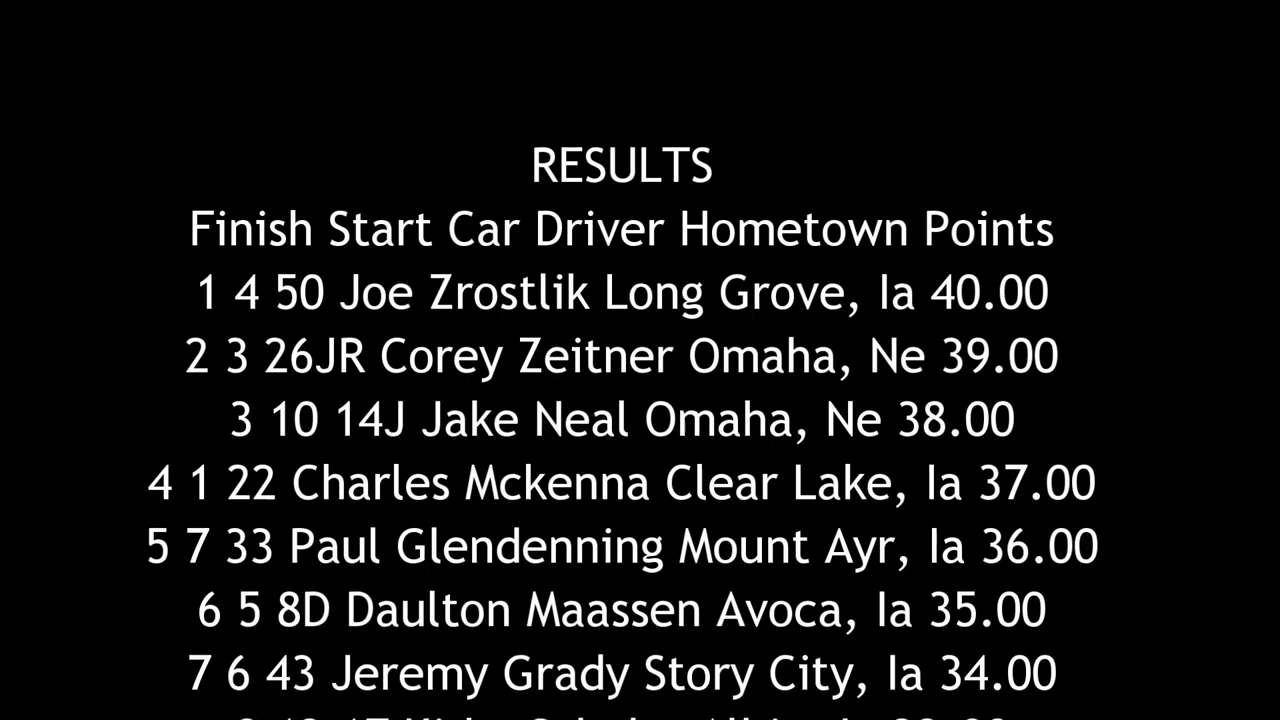 RESULTS
Finish Start Car Driver Hometown Points
1 4 50 Joe Zrostlik Long Grove, Ia 40.00
2 3 26JR Corey Zeitner Omaha, Ne 39.00
3 10 14J Jake Neal Omaha, Ne 38.00
4 1 22 Charles Mckenna Clear Lake, Ia 37.00
5 7 33 Paul Glendenning Mount Ayr, Ia 36.00
6 5 8D Daulton Maassen Avoca, Ia 35.00
7 6 43 Jeremy Grady Story City, Ia 34.00